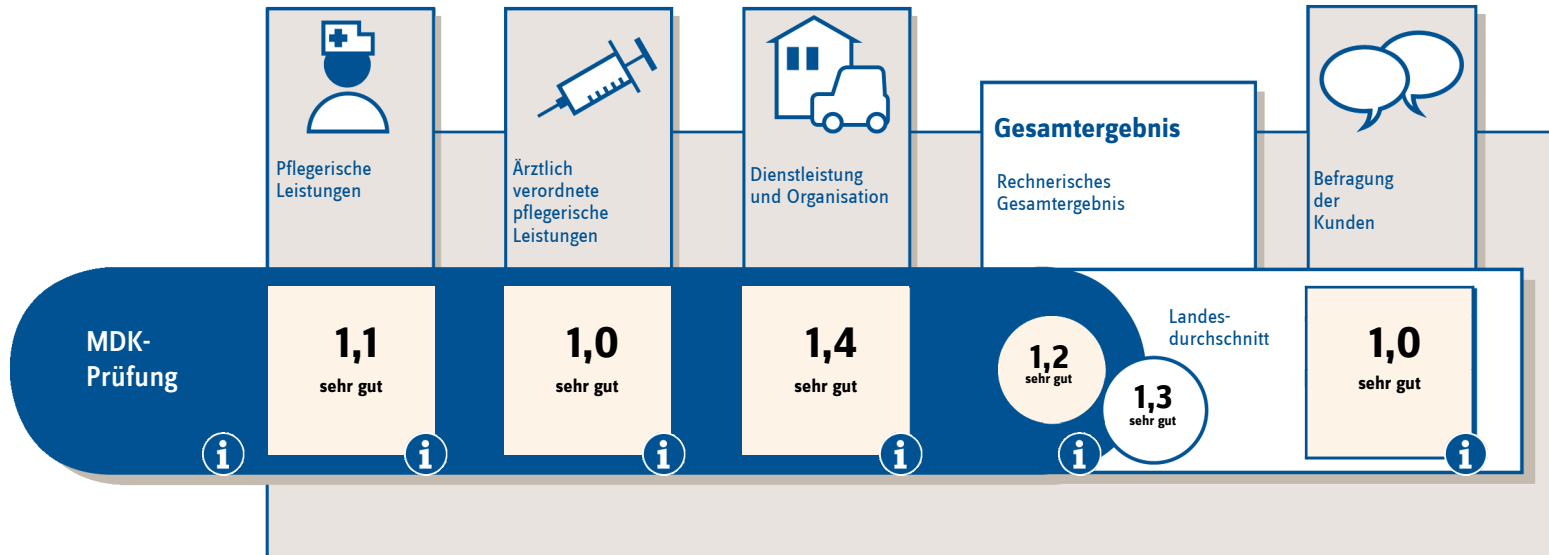 Pflegerische
Leistungen
Ärztlich
verordnete
pflegerische
Leistungen
Dienstleistung
und Organisation
Gesamtergebnis
Rechnerisches
Gesamtergebnis
Befragung
der
Kunden
MDK-
Prüfung
1,1
sehr gut
1,0
sehr gut
1,4
sehr gut
1,2
sehr gut
Landes-
durchschnitt
1,3
sehr gut
1,0
sehr gut
i
i
i
i
i
i